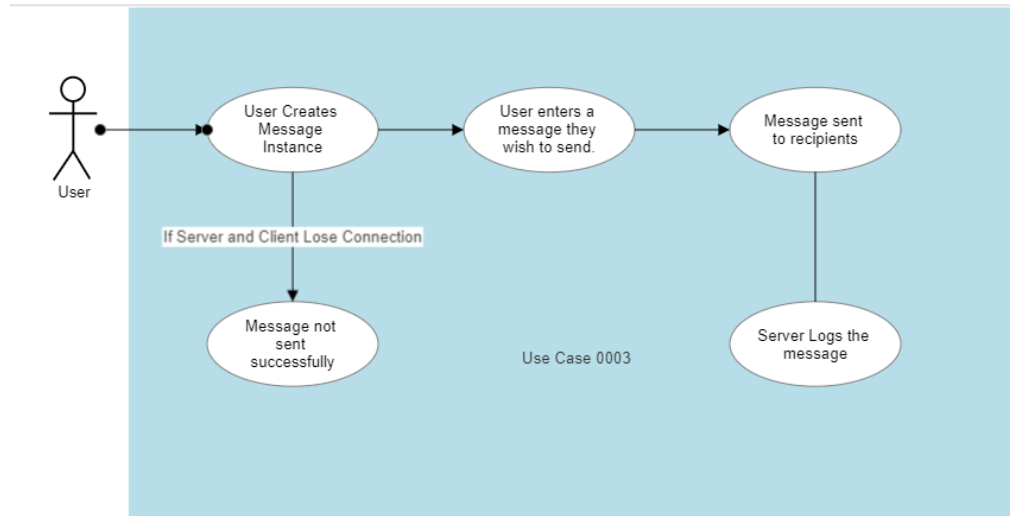 User Creates
Message
Instance
User enters a
message they
wish to send.
Message sent
to recipients
User
If Server and Client Lose Connection
Message not
sent
successfully
Use Case 0003
Server Logs the
message